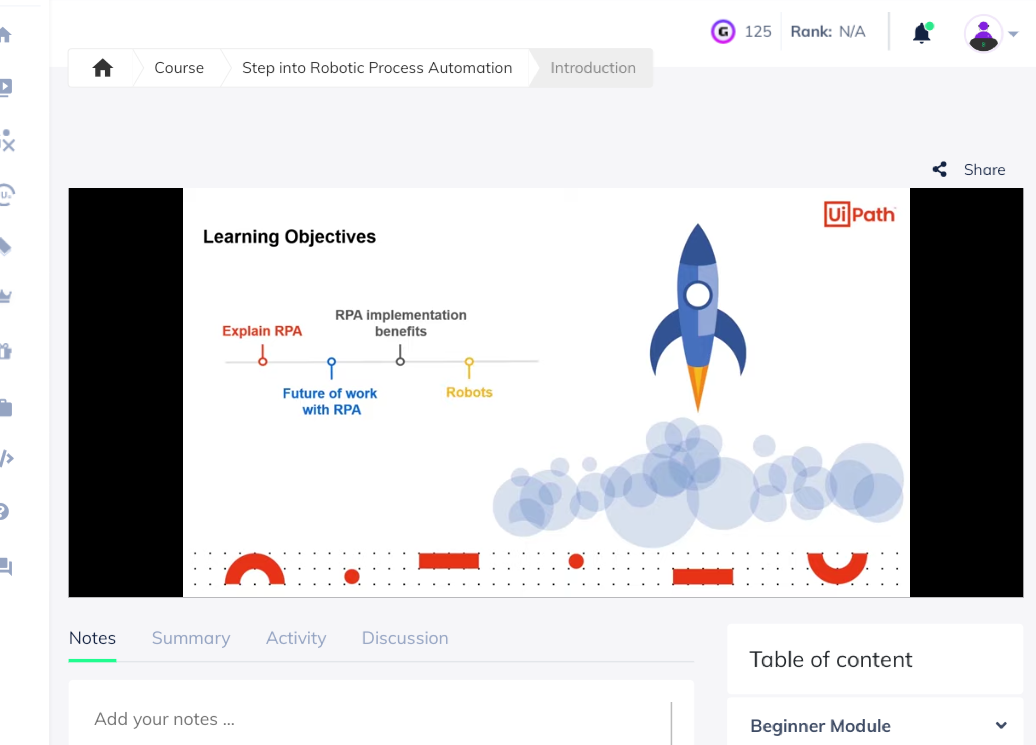 125
Rank: N/A
Course
Step into Robotic Process Automation
Introduction
Share
UiPath
Learning Objectives
RPA implementation
benefits
Explain RPA
Future of work
with RPA
Robots
Notes
Summary
Activity
Discussion
Table of content
Add your notes ...
Beginner Module